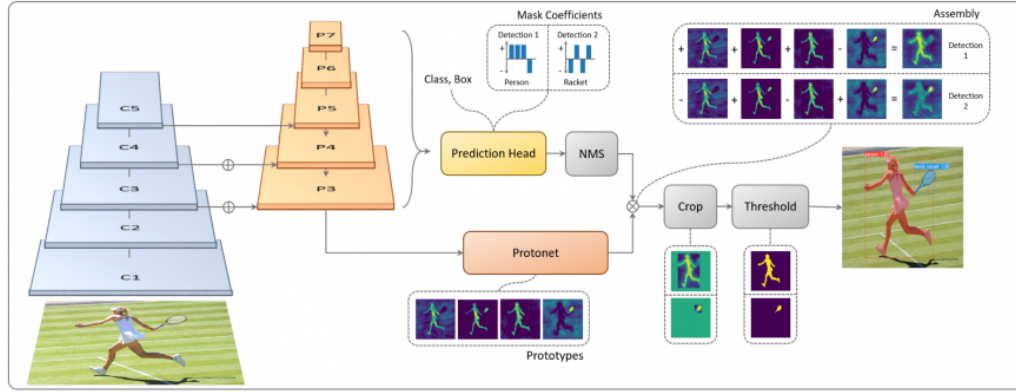 C5
C4
C3
C2
C1
P7
P6
P5
P4
P3
Mask Coefficients
Detection 1
Detection 2
+
-
+
-
Person
Racket
Class, Box
Prediction Head
NMS
Protonet
Prototypes
Assembly
+ + + - = Detection 1
- + - + = Detection 2
Crop
Threshold